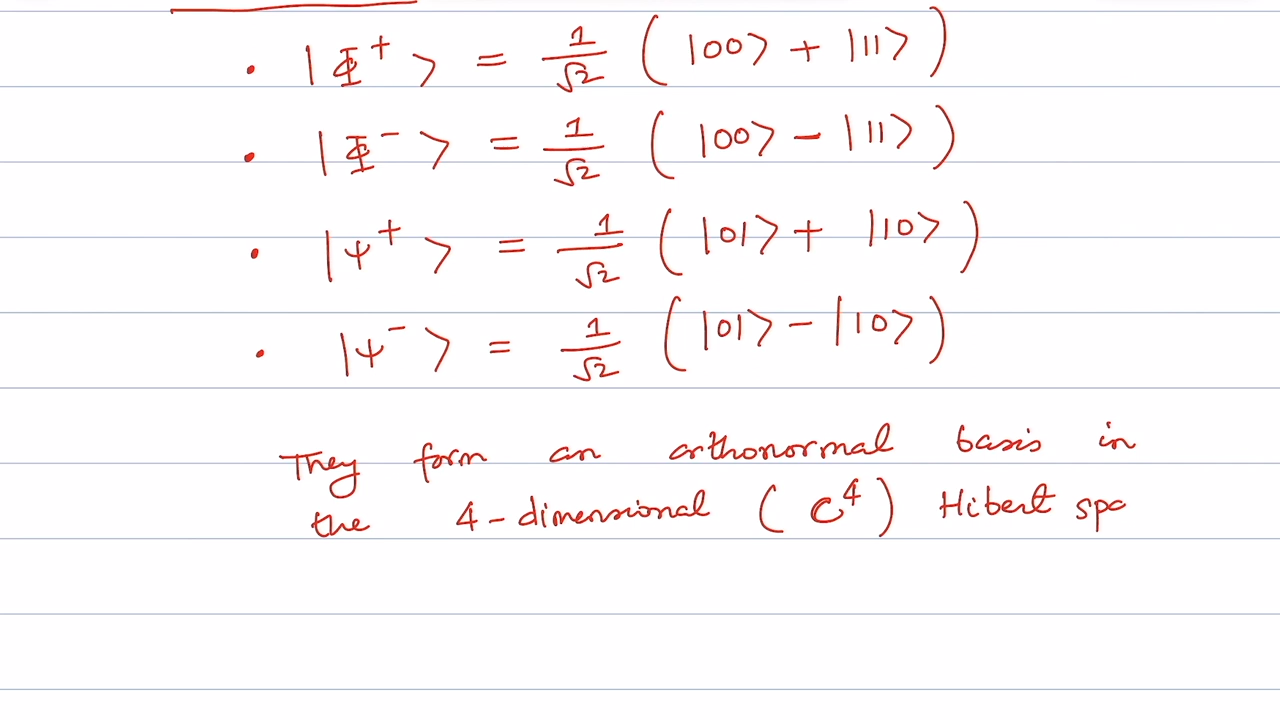 • |Φ⁺⟩ = 1/√2 ( |00⟩ + |11⟩ )
• |Φ⁻⟩ = 1/√2 ( |00⟩ − |11⟩ )
• |ψ⁺⟩ = 1/√2 ( |01⟩ + |10⟩ )
• |ψ⁻⟩ = 1/√2 ( |01⟩ − |10⟩ )
They form an orthonormal basis in
the 4-dimensional ( C⁴ ) Hibert spa